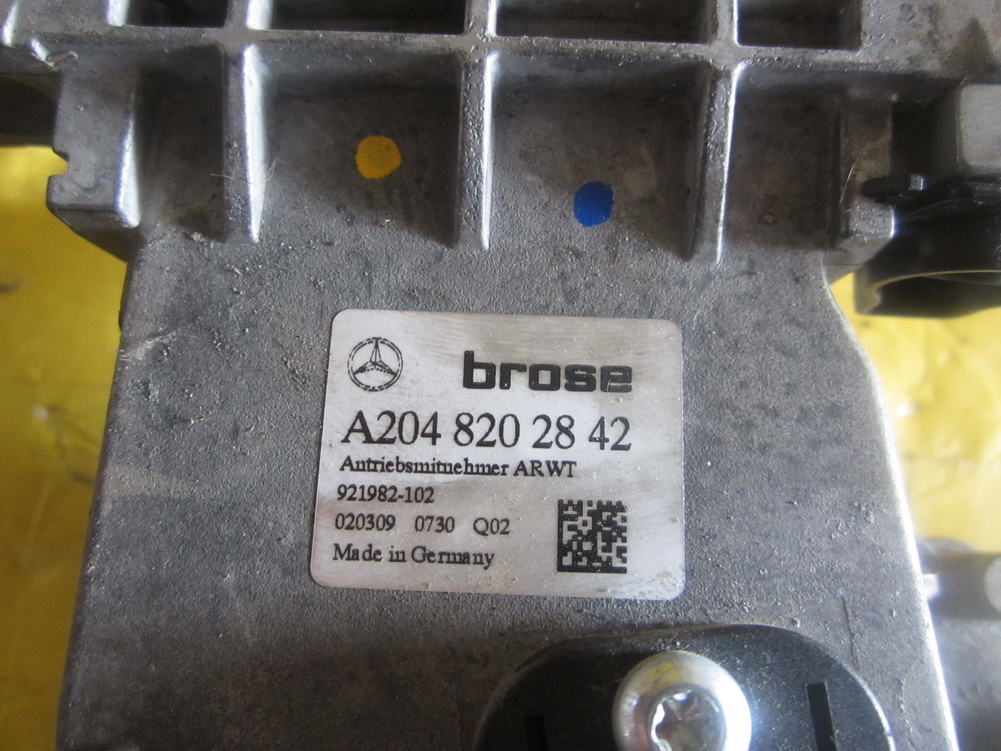 brose
A204 820 28 42
Antriebsmitnehmer ARWT
921982-102
020309 0730 Q02
Made in Germany